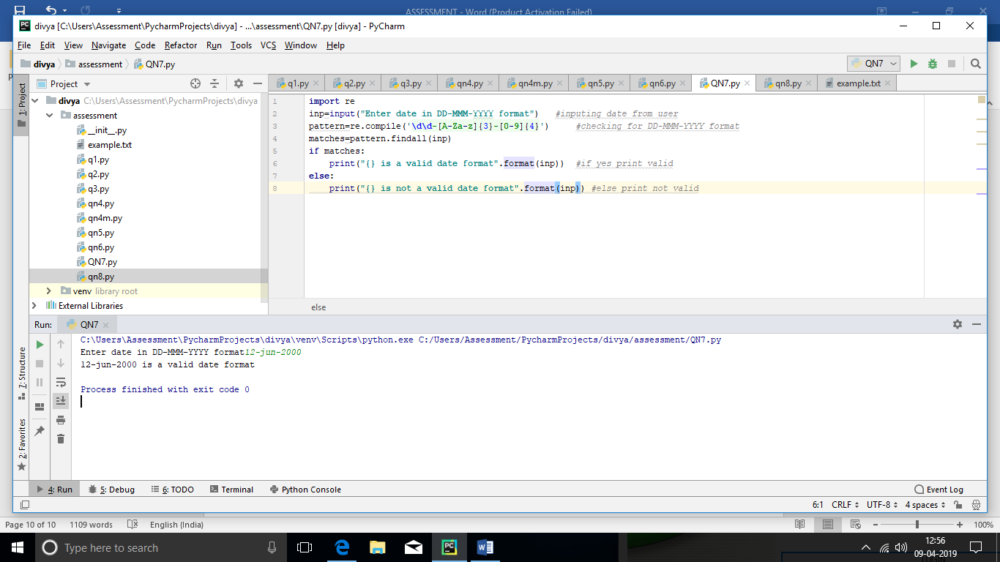 ASSESSMENT - Word (Product Activation Failed)
divya [C:\Users\Assessment\PycharmProjects\divya] - ...\assessment\QN7.py [divya] - PyCharm
File Edit View Navigate Code Refactor Run Tools VCS Window Help
divya assessment QN7.py
QN7
1: Project
Project
q1.py q2.py q3.py qn4.py qn4m.py qn5.py qn6.py QN7.py qn8.py example.txt
divya C:\Users\Assessment\PycharmProjects\divya
assessment
__init__.py
example.txt
q1.py
q2.py
q3.py
qn4.py
qn4m.py
qn5.py
qn6.py
QN7.py
qn8.py
venv library root
External Libraries
1 import re
2 inp=input("Enter date in DD-MMM-YYYY format") #inputing date from user
3 pattern=re.compile('\d\d-[A-Za-z]{3}-[0-9]{4}') #checking for DD-MMM-YYYY format
4 matches=pattern.findall(inp)
5 if matches:
6 print("{} is a valid date format".format(inp)) #if yes print valid
7 else:
8 print("{} is not a valid date format".format(inp)) #else print not valid
else
Run: QN7
C:\Users\Assessment\PycharmProjects\divya\venv\Scripts\python.exe C:/Users/Assessment/PycharmProjects/divya/assessment/QN7.py
Enter date in DD-MMM-YYYY format12-jun-2000
12-jun-2000 is a valid date format
Process finished with exit code 0
7: Structure
2: Favorites
4: Run 5: Debug 6: TODO Terminal Python Console Event Log
6:1 CRLF UTF-8 4 spaces
Page 10 of 10 1109 words English (India) 100%
Type here to search
12:56
09-04-2019